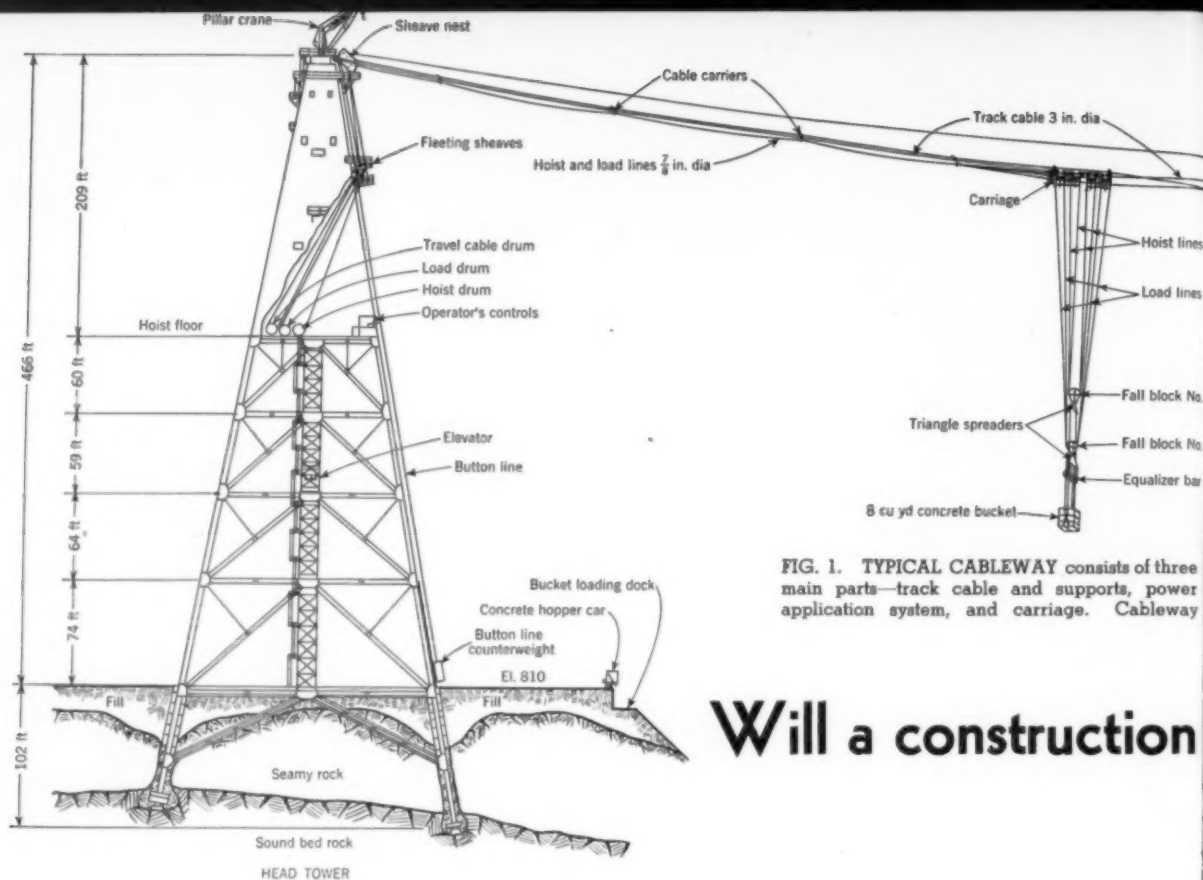 Pillar crane
Sheave nest
Cable carriers
Track cable 3 in. dia
Fleeting sheaves
Hoist and load lines 7/8 in. dia
Carriage
209 ft
Hoist lines
Travel cable drum
Load drum
Load lines
Hoist drum
Operator's controls
Hoist floor
466 ft
60 ft
Fall block No
Triangle spreaders
Elevator
Fall block No
59 ft
Button line
Equalizer bar
8 cu yd concrete bucket
64 ft
FIG. 1. TYPICAL CABLEWAY consists of three
main parts—track cable and supports, power
application system, and carriage. Cableway
Bucket loading dock
Concrete hopper car
74 ft
Button line
counterweight
El. 810
Fill
Fill
Will a construction
102 ft
Seamy rock
Sound bed rock
HEAD TOWER